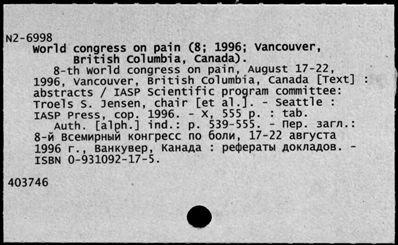 N2-6998
World congress on pain (8; 1996; Vancouver,
British Columbia, Canada).
8-th World congress on pain, August 17-22,
1996, Vancouver, British Columbia, Canada [Text] :
abstracts / IASP Scientific program committee:
Troels S. Jensen, chair [et al.]. - Seattle :
IASP Press, cop. 1996. - X, 555 p. : tab.
Auth. [alph.] ind.: p. 539-555. - Пер. загл.:
8-й Всемирный конгресс по боли, 17-22 августа
1996 г., Ванкувер, Канада : рефераты докладов. -
ISBN 0-931092-17-5.
403746